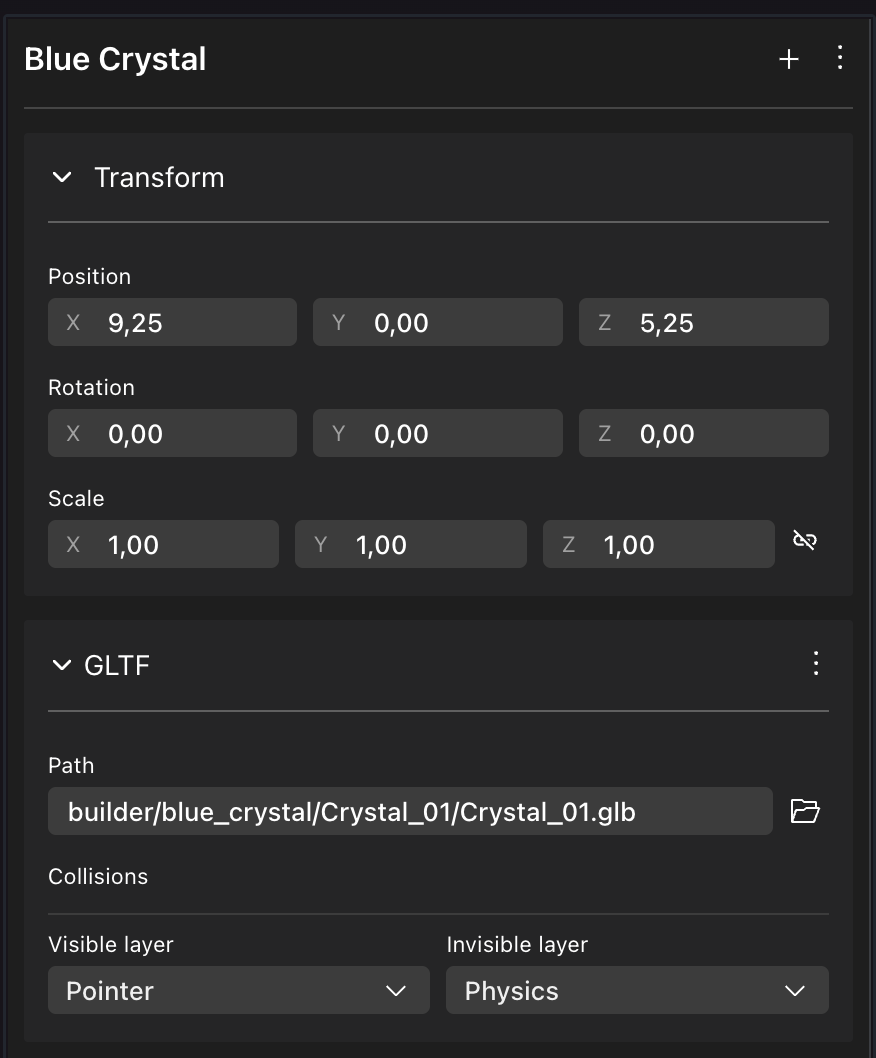 Blue Crystal
Transform
Position
X 9,25 Y 0,00 Z 5,25
Rotation
X 0,00 Y 0,00 Z 0,00
Scale
X 1,00 Y 1,00 Z 1,00
GLTF
Path
builder/blue_crystal/Crystal_01/Crystal_01.glb
Collisions
Visible layer Invisible layer
Pointer Physics